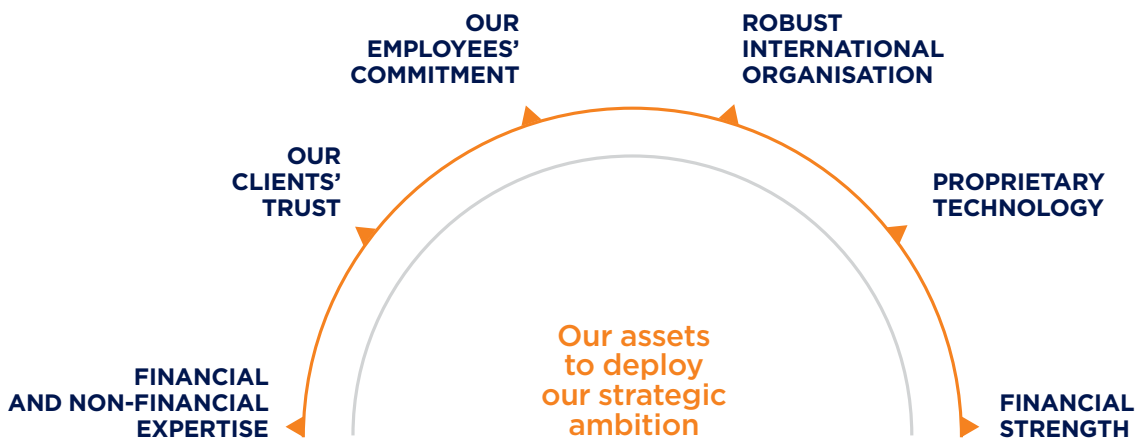 OUR
EMPLOYEES’
COMMITMENT
ROBUST
INTERNATIONAL
ORGANISATION
OUR
CLIENTS’
TRUST
PROPRIETARY
TECHNOLOGY
Our assets
to deploy
our strategic
ambition
FINANCIAL
AND NON-FINANCIAL
EXPERTISE
FINANCIAL
STRENGTH